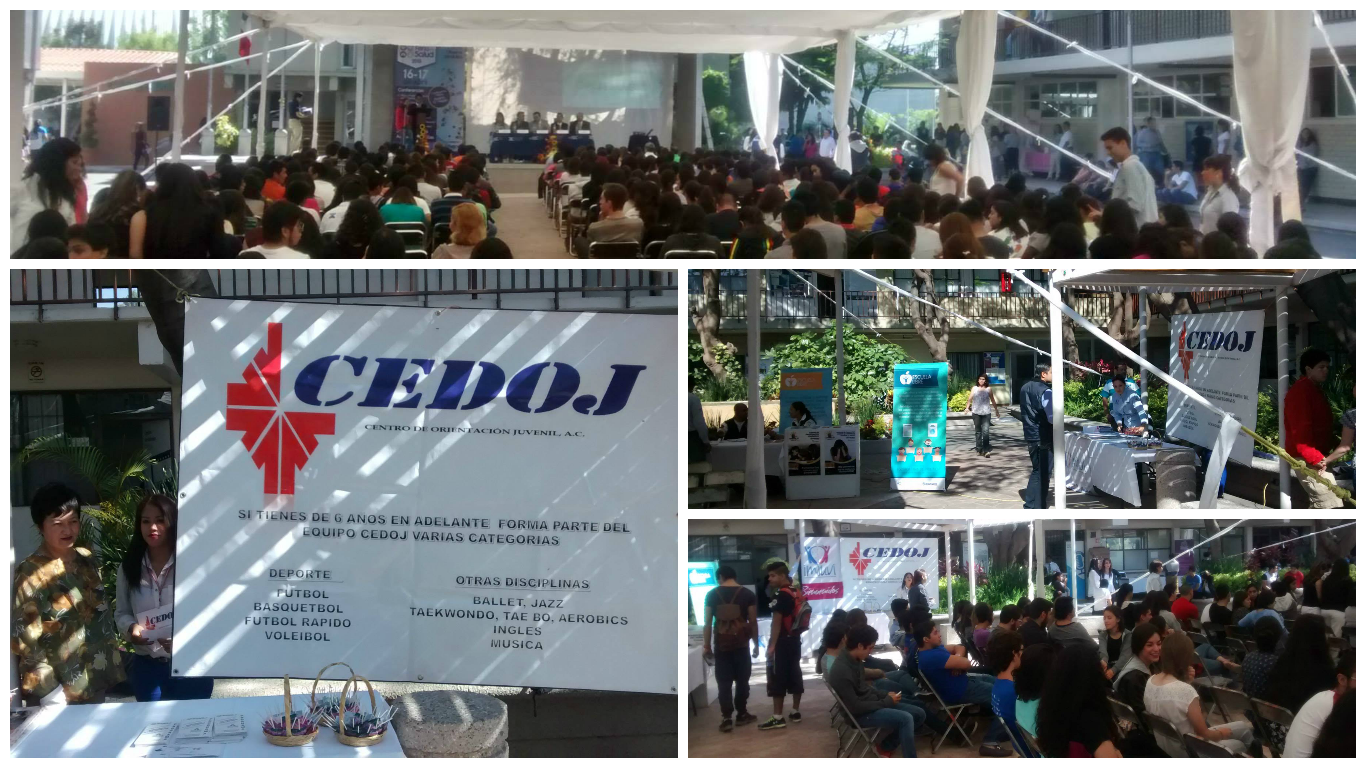 Salud
16-17
CEDOJ
CENTRO DE ORIENTACIÓN JUVENIL, A.C.
SI TIENES DE 6 AÑOS EN ADELANTE FORMA PARTE DEL
EQUIPO CEDOJ VARIAS CATEGORIAS
DEPORTE
FUTBOL
BASQUETBOL
FUTBOL RAPIDO
VOLEIBOL
OTRAS DISCIPLINAS
BALLET, JAZZ
TAEKWONDO, TAE BO, AEROBICS
INGLES
MUSICA
CEDOJ
ESCUELA
CEDOJ
CEDOJ